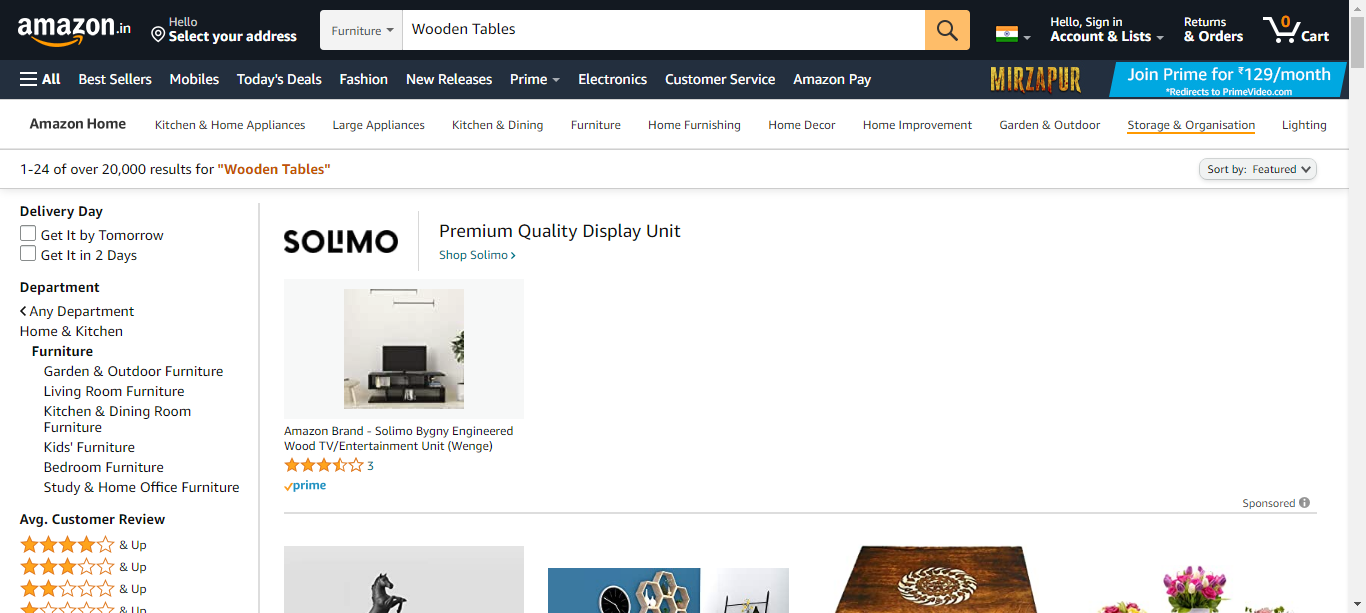 amazon.in
Hello
Select your address
Furniture
Wooden Tables
Hello, Sign in
Account & Lists
Returns
& Orders
0
Cart
All
Best Sellers
Mobiles
Today's Deals
Fashion
New Releases
Prime
Electronics
Customer Service
Amazon Pay
MIRZAPUR
Join Prime for ₹129/month
*Redirects to PrimeVideo.com
Amazon Home
Kitchen & Home Appliances
Large Appliances
Kitchen & Dining
Furniture
Home Furnishing
Home Decor
Home Improvement
Garden & Outdoor
Storage & Organisation
Lighting
1-24 of over 20,000 results for "Wooden Tables"
Sort by: Featured
Delivery Day
Get It by Tomorrow
Get It in 2 Days
Department
Any Department
Home & Kitchen
Furniture
Garden & Outdoor Furniture
Living Room Furniture
Kitchen & Dining Room
Furniture
Kids' Furniture
Bedroom Furniture
Study & Home Office Furniture
Avg. Customer Review
& Up
& Up
& Up
& Up
SOLIMO
Premium Quality Display Unit
Shop Solimo
Amazon Brand - Solimo Bygny Engineered
Wood TV/Entertainment Unit (Wenge)
3
prime
Sponsored